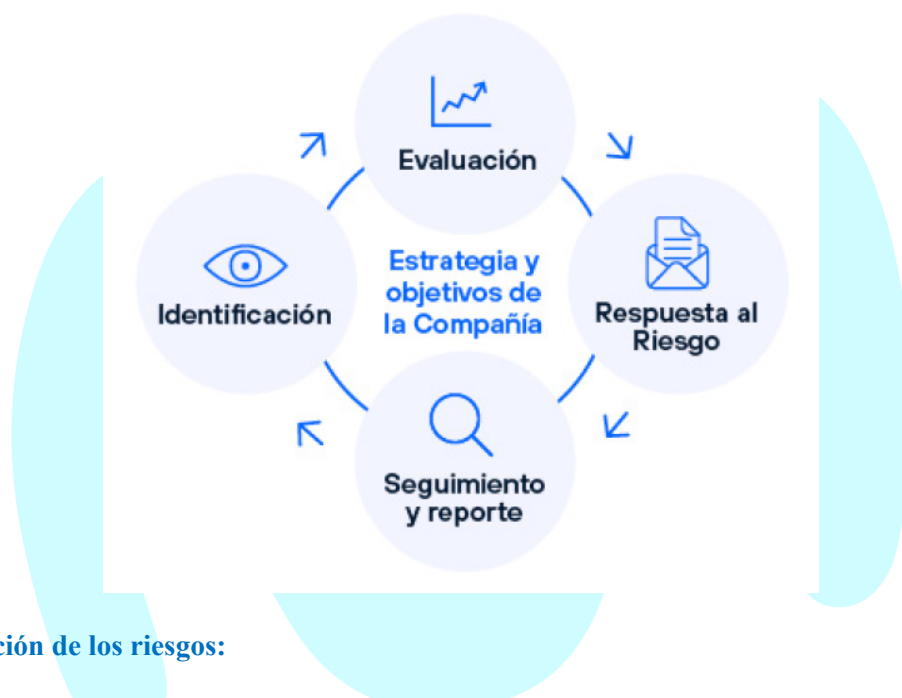 Evaluación
Identificación
Estrategia y
objetivos de
la Compañía
Respuesta al
Riesgo
Seguimiento
y reporte
ción de los riesgos: